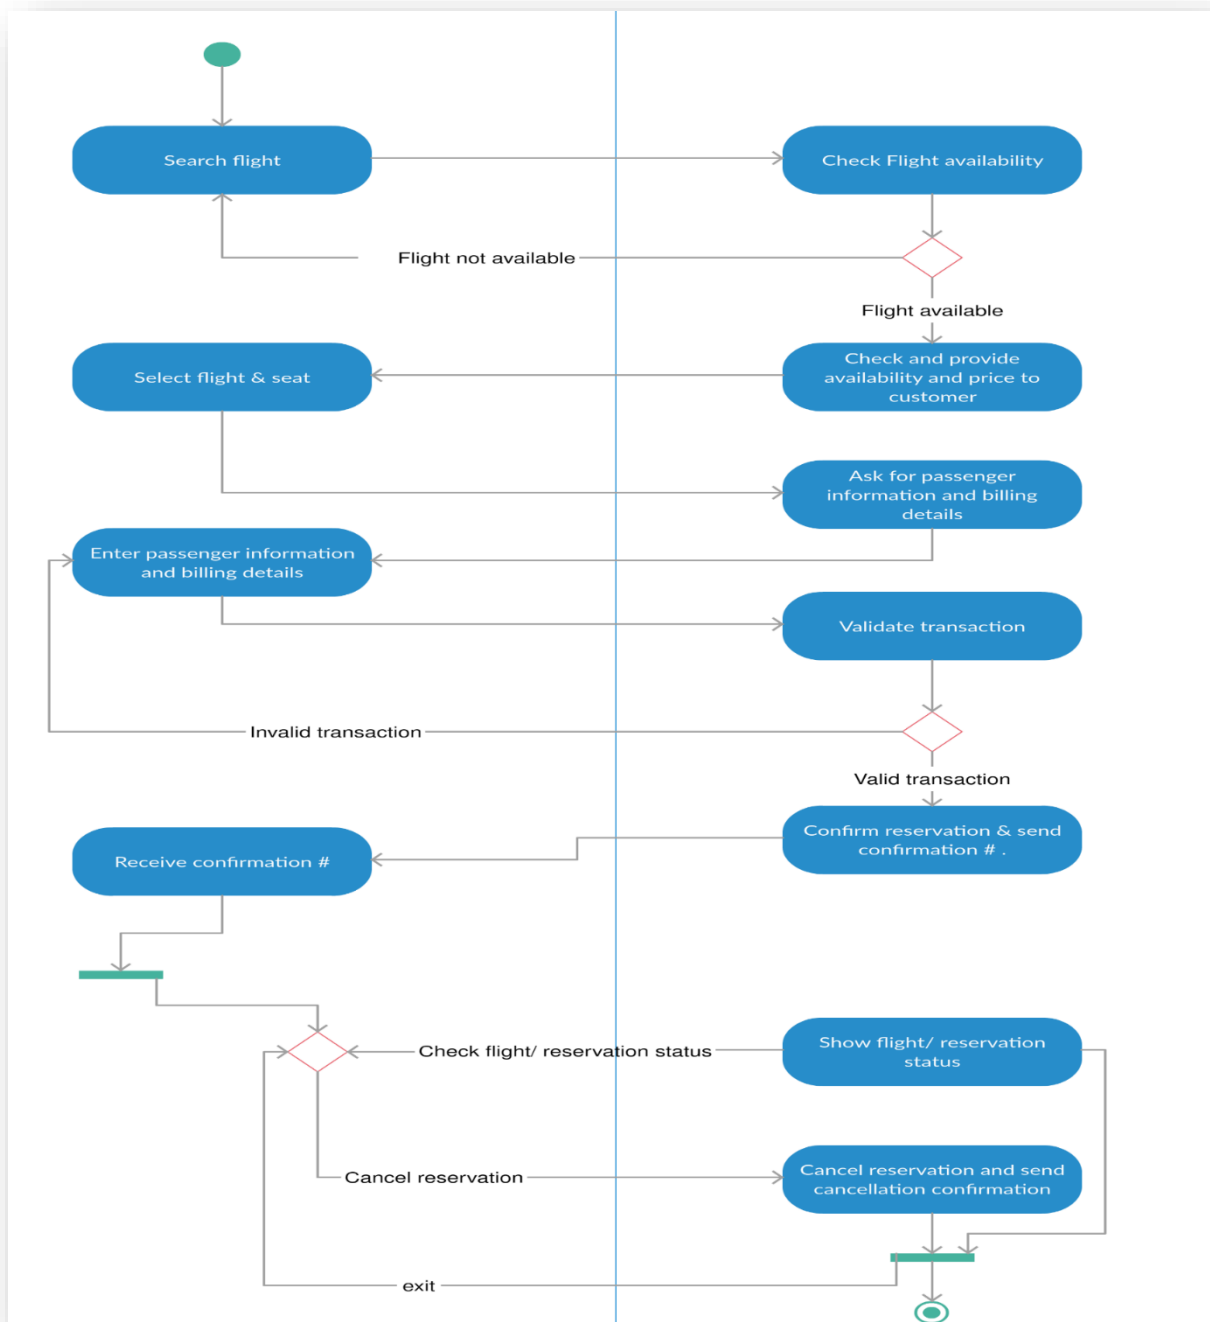 Search flight
Check Flight availability
Flight not available
Flight available
Select flight & seat
Check and provide
availability and price to
customer
Ask for passenger
information and billing
details
Enter passenger information
and billing details
Validate transaction
Invalid transaction
Valid transaction
Confirm reservation & send
confirmation # .
Receive confirmation #
Show flight/ reservation
status
Check flight/ reservation status
Cancel reservation
Cancel reservation and send
cancellation confirmation
exit